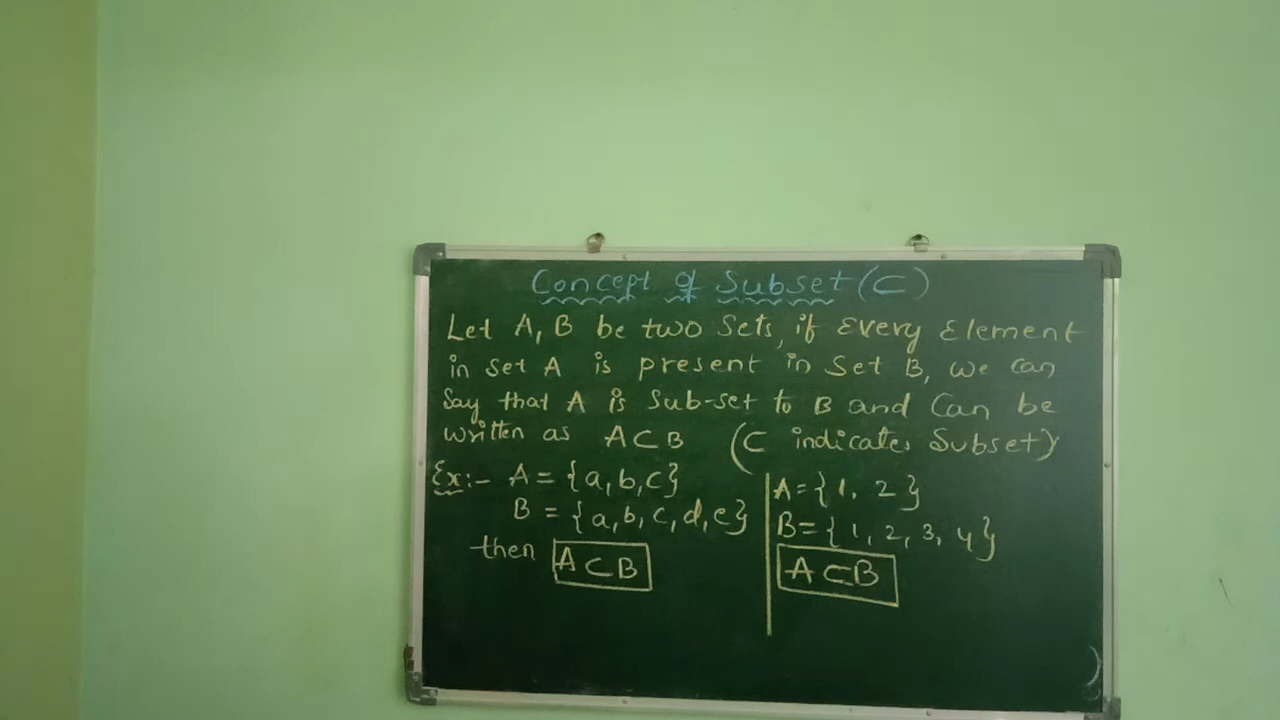 Concept of Subset (⊂)
Let A, B be two Sets, if Every Element
in set A is present in Set B, we can
Say that A is Sub-set to B and Can be
written as A⊂B (⊂ indicates Subset)
Ex:- A = {a,b,c}
B = {a,b,c,d,e}
then A⊂B
A={1, 2}
B={1, 2, 3, 4}
A⊂B